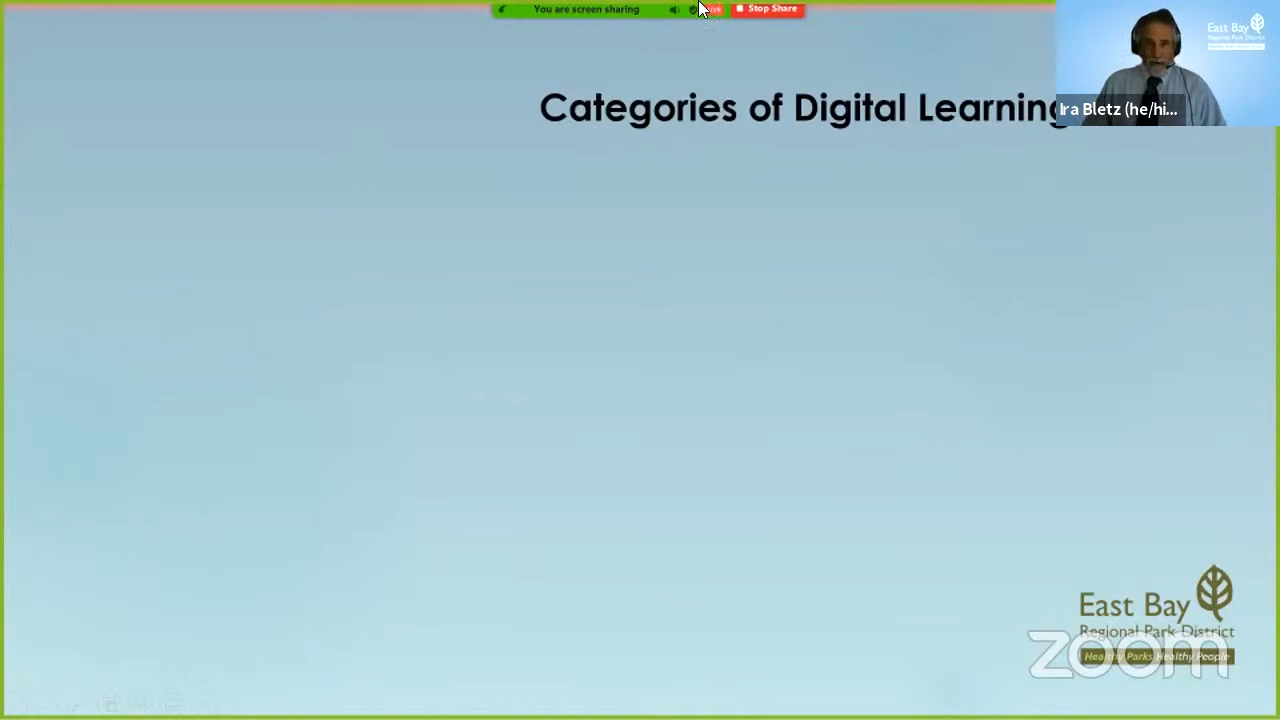 You are screen sharing
Stop Share
East Bay
Regional Park District
Ira Bletz (he/hi...
Categories of Digital Learning
East Bay
Regional Park District
Healthy Parks Healthy People
zoom